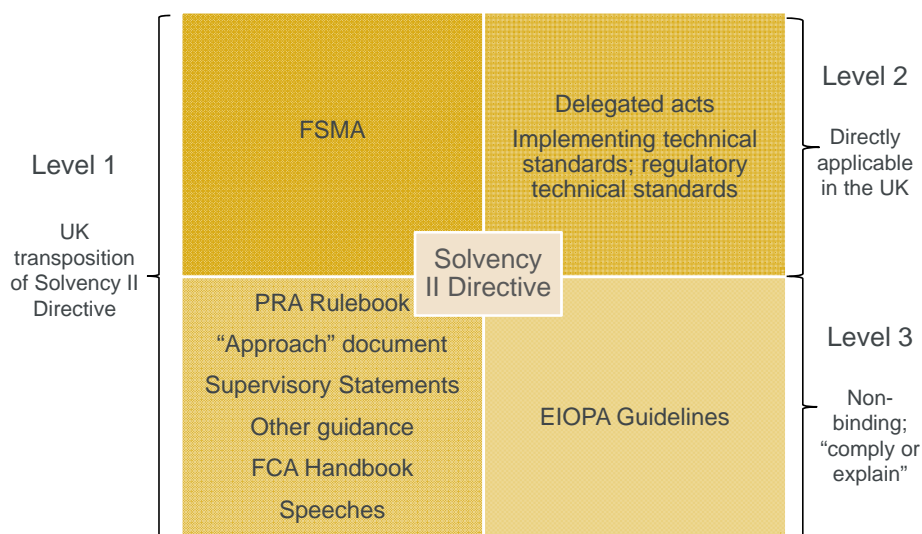 Level 1
UK
transposition
of Solvency II
Directive
FSMA
Delegated acts
Implementing technical
standards; regulatory
technical standards
Level 2
Directly
applicable
in the UK
Solvency
II Directive
PRA Rulebook
“Approach” document
Supervisory Statements
Other guidance
FCA Handbook
Speeches
EIOPA Guidelines
Level 3
Non-
binding;
“comply or
explain”